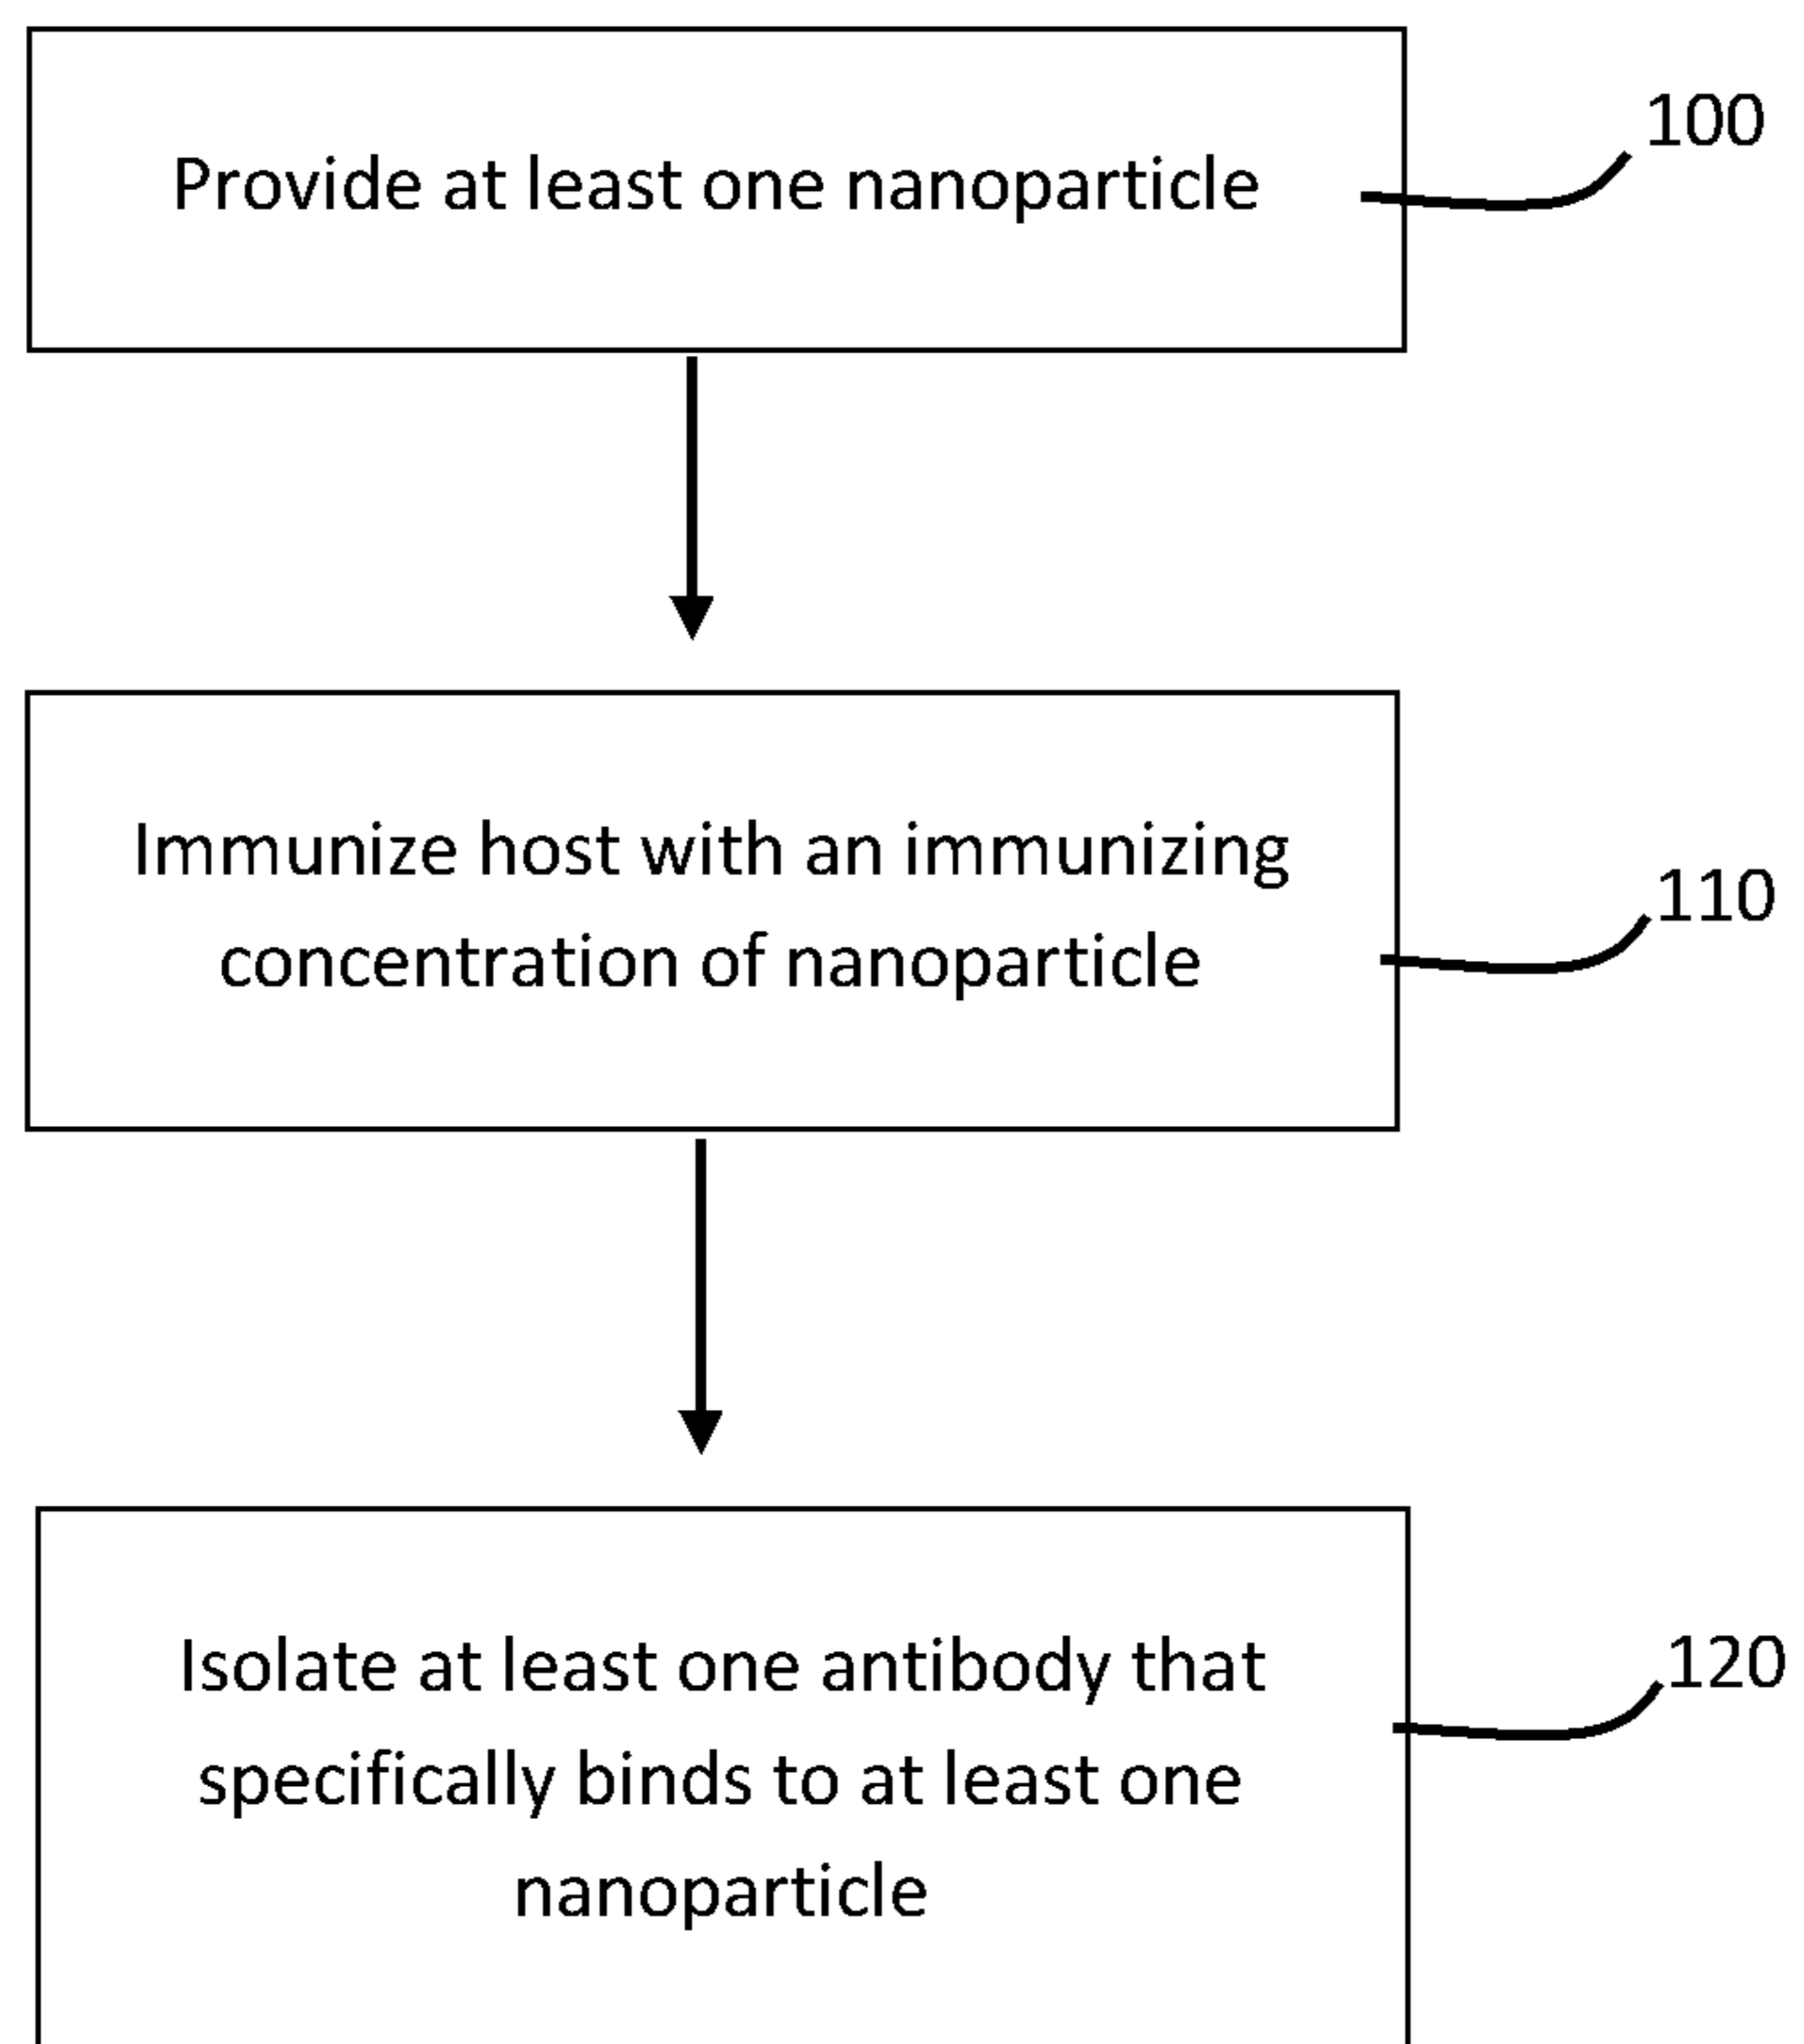 Provide at least one nanoparticle
100
Immunize host with an immunizing
concentration of nanoparticle
110
Isolate at least one antibody that
specifically binds to at least one
nanoparticle
120